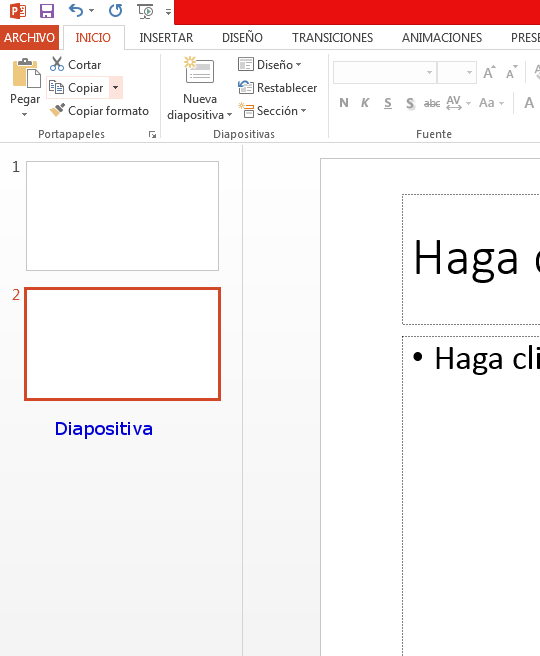 ARCHIVO INICIO INSERTAR DISEÑO TRANSICIONES ANIMACIONES PRESE
Pegar
Cortar
Copiar
Copiar formato
Portapapeles
Nueva
diapositiva
Diseño
Restablecer
Sección
Diapositivas
N K S S abc AV Aa A
Fuente
1
2
Diapositiva
Haga c
• Haga cli